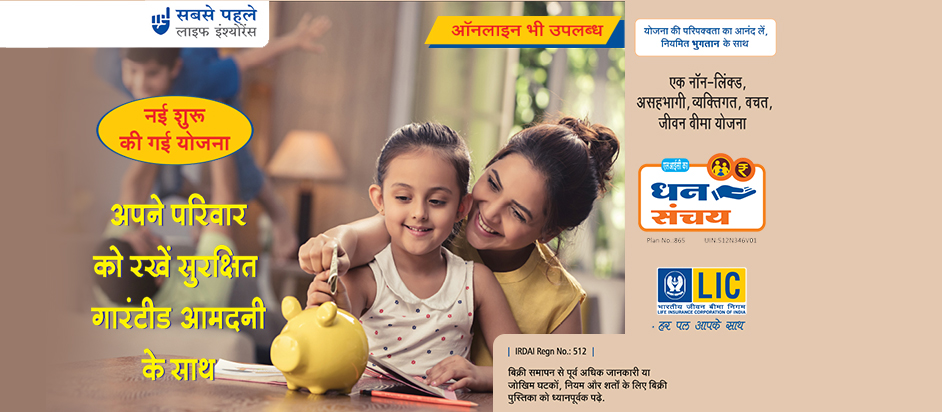 सबसे पहले
लाइफ इंश्योरेंस
ऑनलाइन भी उपलब्ध
नई शुरू
की गई योजना
अपने परिवार
को रखें सुरक्षित
गारंटीड आमदनी
के साथ
योजना की परिपक्वता का आनंद लें,
नियमित भुगतान के साथ
एक नॉन-लिंक्ड,
असहभागी, व्यक्तिगत, बचत,
जीवन बीमा योजना
एलआईसी का
धन
संचय
Plan No.:865 UIN:512N346V01
LIC
भारतीय जीवन बीमा निगम
LIFE INSURANCE CORPORATION OF INDIA
हर पल आपके साथ
| IRDAI Regn No.: 512 |
बिक्री समापन से पूर्व अधिक जानकारी या
जोखिम घटकों, नियम और शर्तों के लिए बिक्री
पुस्तिका को ध्यानपूर्वक पढ़े.